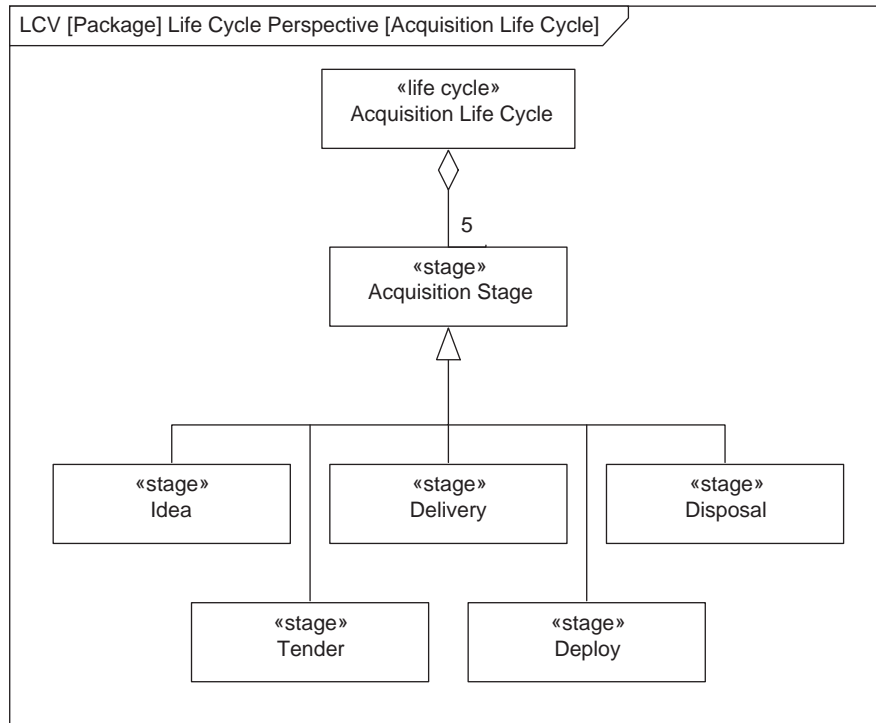 LCV [Package] Life Cycle Perspective [Acquisition Life Cycle]
«life cycle»
Acquisition Life Cycle
5
«stage»
Acquisition Stage
«stage»
Idea
«stage»
Delivery
«stage»
Disposal
«stage»
Tender
«stage»
Deploy